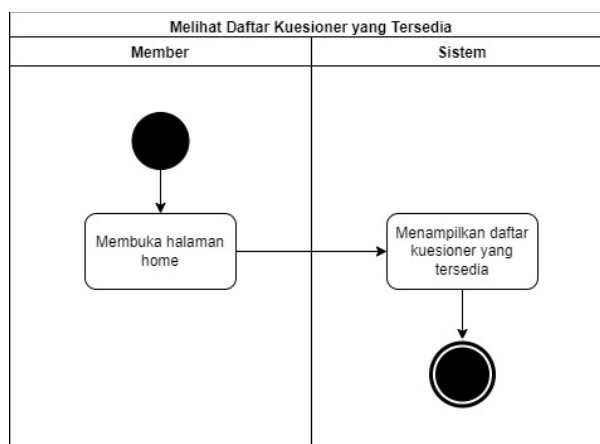 Melihat Daftar Kuesioner yang Tersedia
Member
Sistem
Membuka halaman
home
Menampilkan daftar
kuesioner yang
tersedia